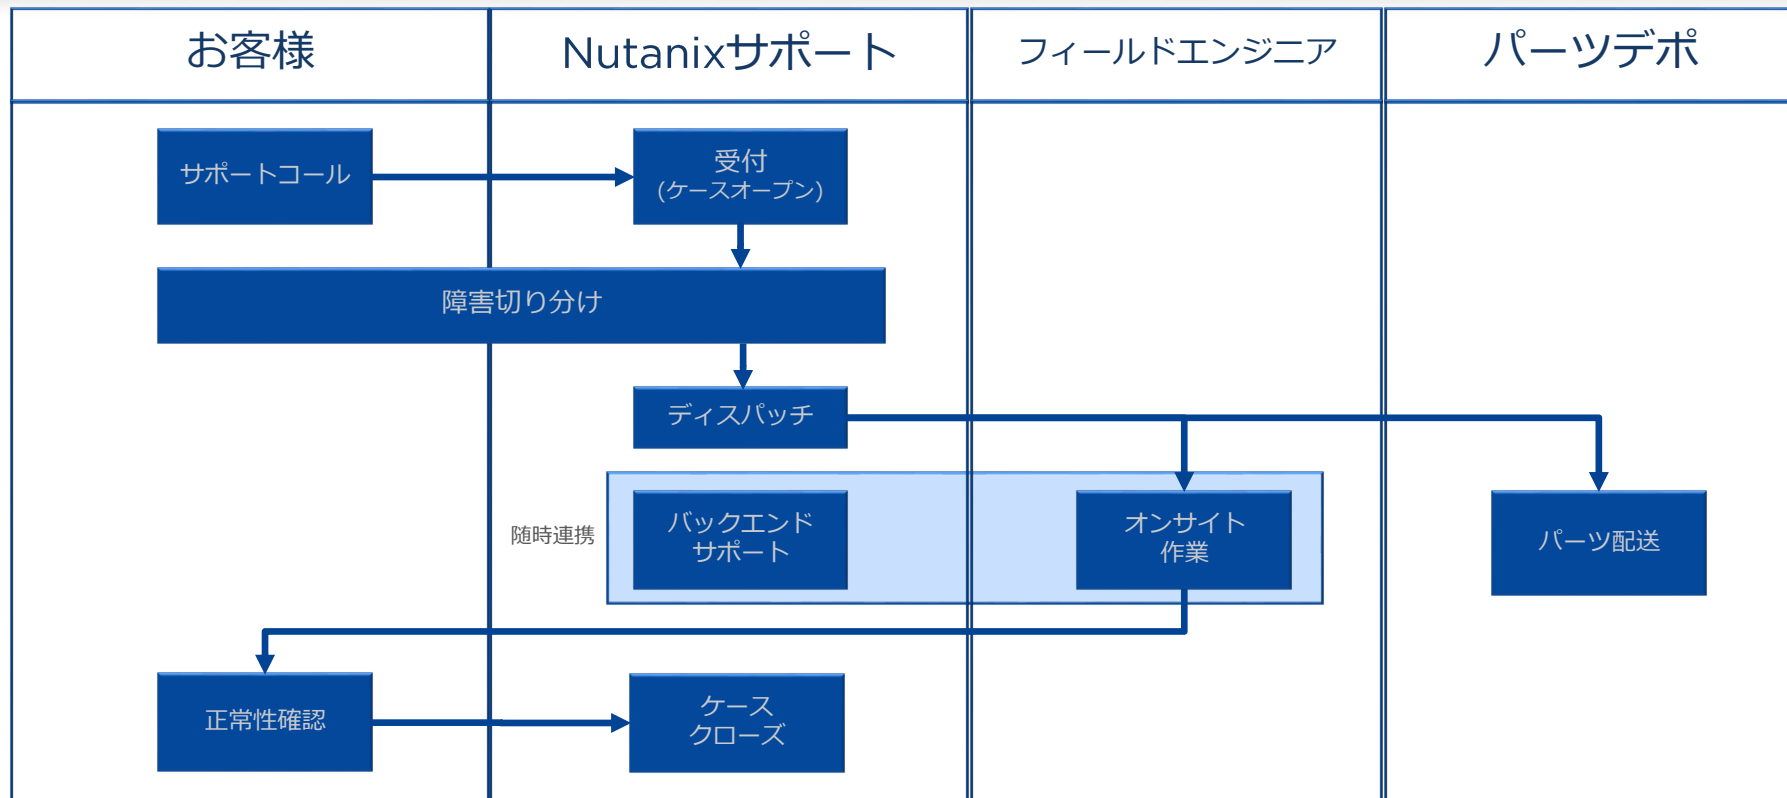 お客様
Nutanixサポート
フィールドエンジニア
パーツデポ
サポートコール
受付
(ケースオープン)
障害切り分け
ディスパッチ
随時連携
バックエンド
サポート
オンサイト
作業
パーツ配送
正常性確認
ケース
クローズ